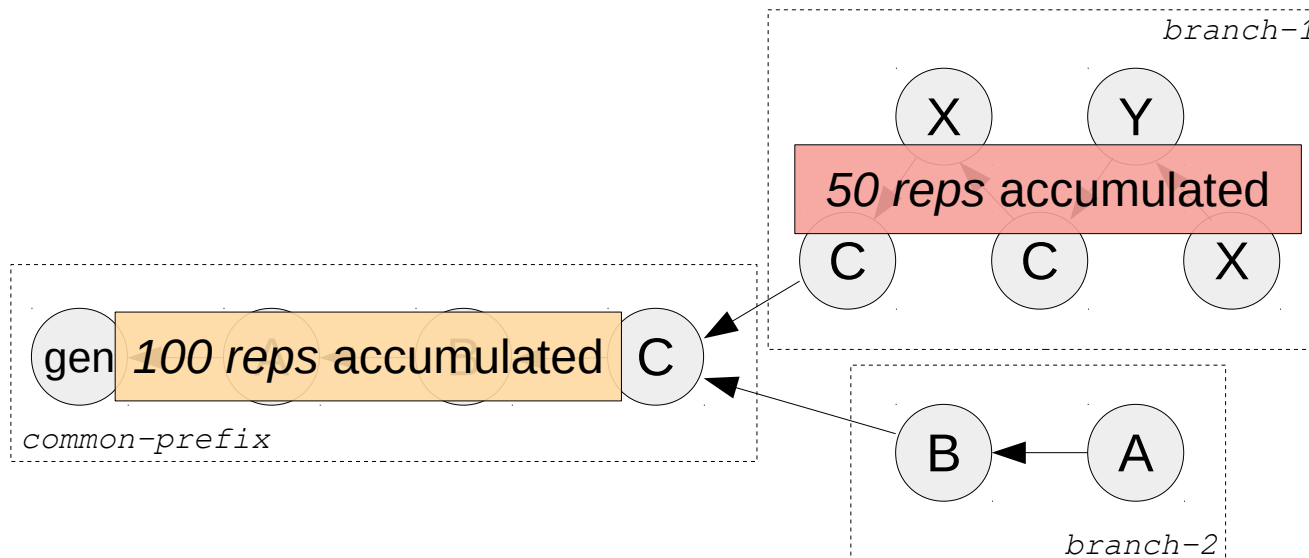 branch-1
X
Y
50 reps accumulated
C
C
X
gen
A
B
100 reps accumulated
C
common-prefix
B
A
branch-2